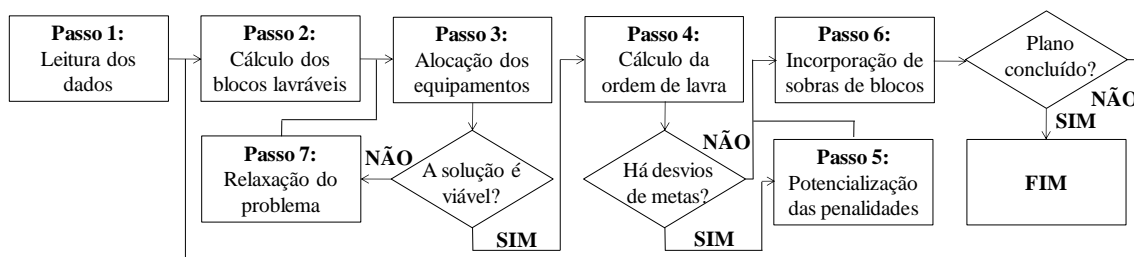 Passo 1:
Leitura dos
dados
Passo 2:
Cálculo dos
blocos lavráveis
Passo 3:
Alocação dos
equipamentos
Passo 4:
Cálculo da
ordem de lavra
Passo 6:
Incorporação de
sobras de blocos
Plano
concluído?
NÃO
SIM
Passo 7:
Relaxação do
problema
NÃO
A solução é
viável?
SIM
Há desvios
de metas?
NÃO
SIM
Passo 5:
Potencialização
das penalidades
FIM